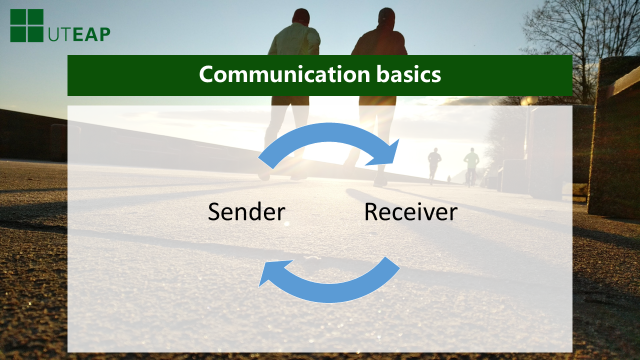 UTEAP
Communication basics
Sender Receiver